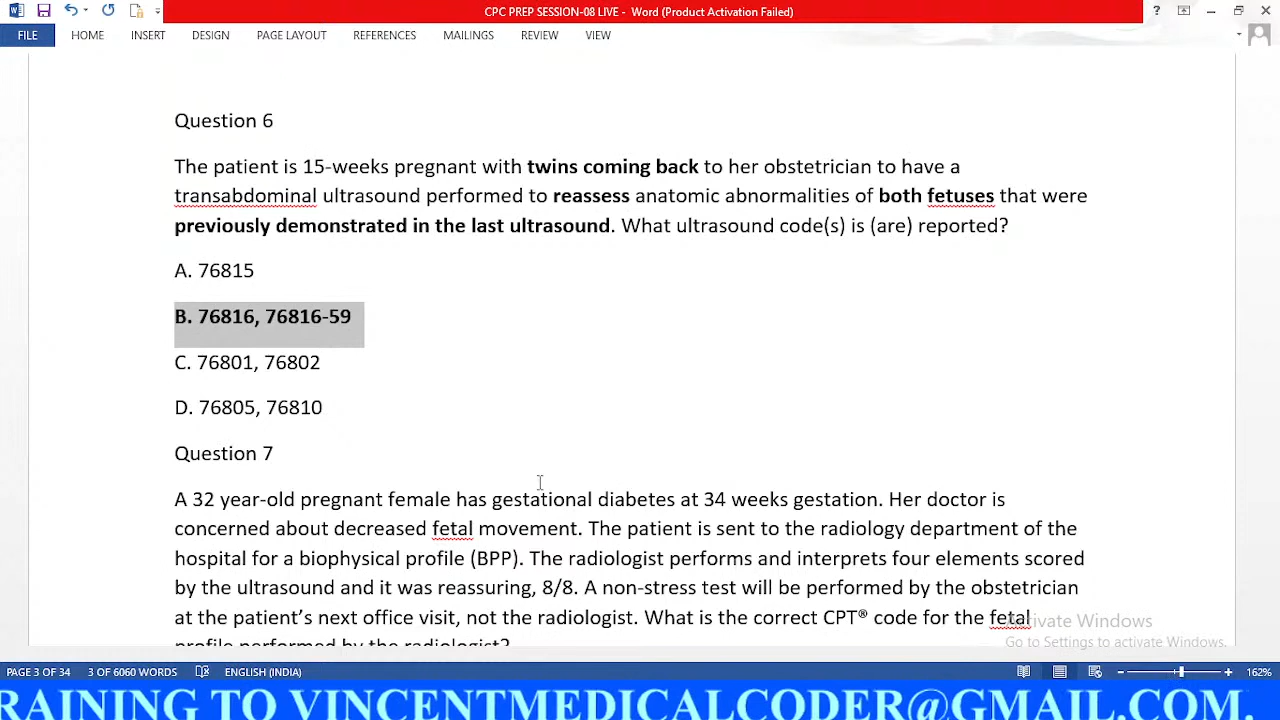 CPC PREP SESSION-08 LIVE - Word (Product Activation Failed)
FILE HOME INSERT DESIGN PAGE LAYOUT REFERENCES MAILINGS REVIEW VIEW
Question 6
The patient is 15-weeks pregnant with twins coming back to her obstetrician to have a
transabdominal ultrasound performed to reassess anatomic abnormalities of both fetuses that were
previously demonstrated in the last ultrasound. What ultrasound code(s) is (are) reported?
A. 76815
B. 76816, 76816-59
C. 76801, 76802
D. 76805, 76810
Question 7
A 32 year-old pregnant female has gestational diabetes at 34 weeks gestation. Her doctor is
concerned about decreased fetal movement. The patient is sent to the radiology department of the
hospital for a biophysical profile (BPP). The radiologist performs and interprets four elements scored
by the ultrasound and it was reassuring, 8/8. A non-stress test will be performed by the obstetrician
at the patient's next office visit, not the radiologist. What is the correct CPT® code for the fetal
profile performed by the radiologist?
Activate Windows
Go to Settings to activate Windows.
PAGE 3 OF 34 3 OF 6060 WORDS ENGLISH (INDIA) 162%
RAINING TO VINCENTMEDICALCODER@GMAIL.COM.